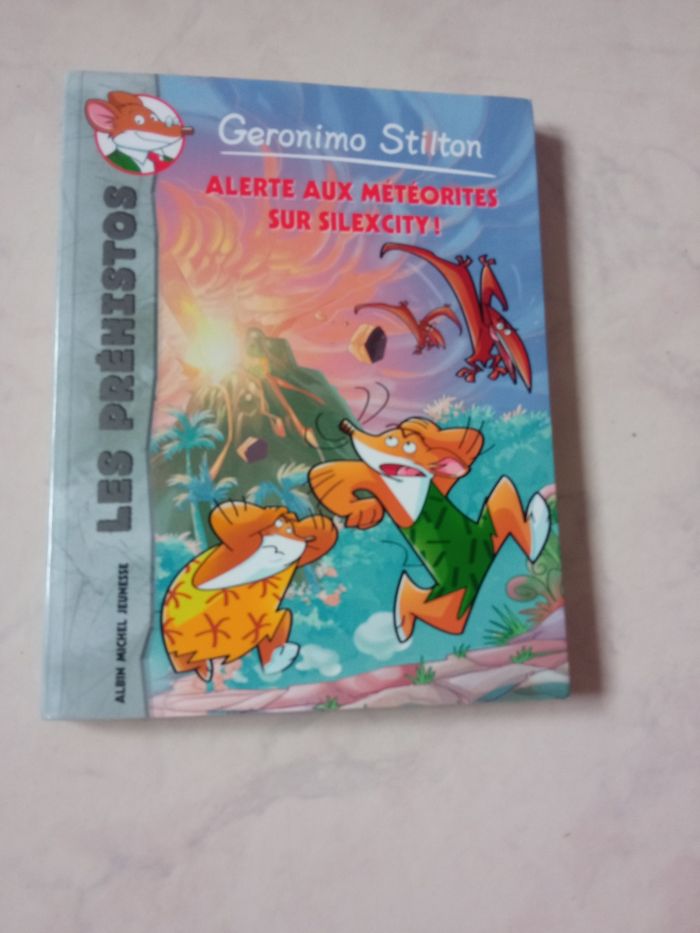 Geronimo Stilton
ALERTE AUX MÉTÉORITES
SUR SILEXCITY !
LES PRÉHISTOS
ALBIN MICHEL JEUNESSE